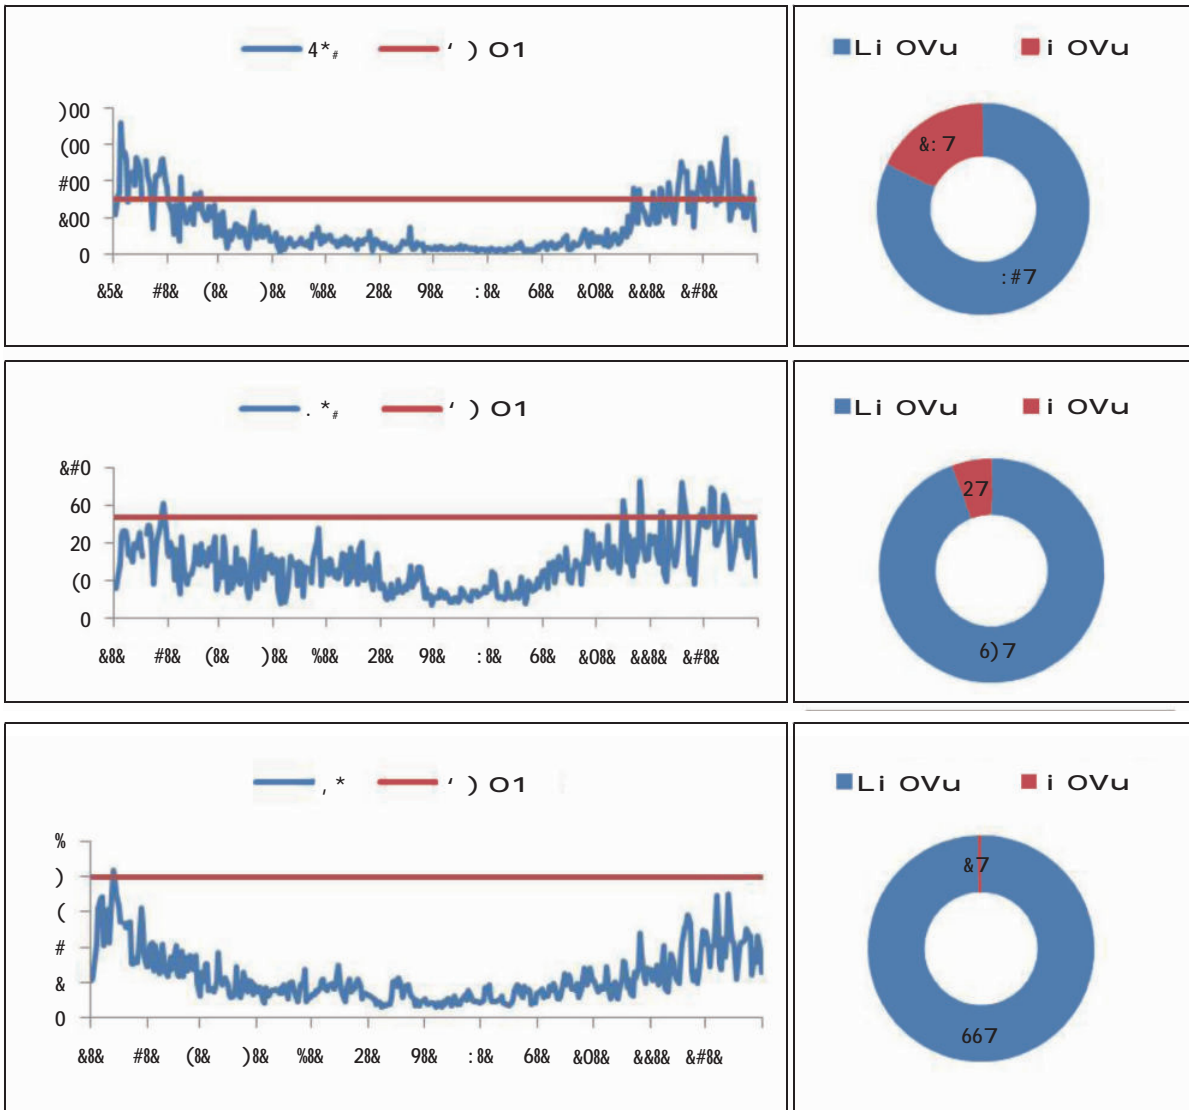 4*# ‘ ) O1
Li OVu i OVu
)00
(00
#00
&00
0
&5& #8& (8& )8& %8& 28& 98& :8& 68& &08& &&8& &#8&
&:7
:#7
. *# ‘ ) O1
Li OVu i OVu
&#0
60
20
(0
0
&8& #8& (8& )8& %8& 28& 98& :8& 68& &08& &&8& &#8&
27
6)7
, * ‘ ) O1
Li OVu i OVu
%
)
(
#
&
0
&8& #8& (8& )8& %8& 28& 98& :8& 68& &08& &&8& &#8&
&7
667